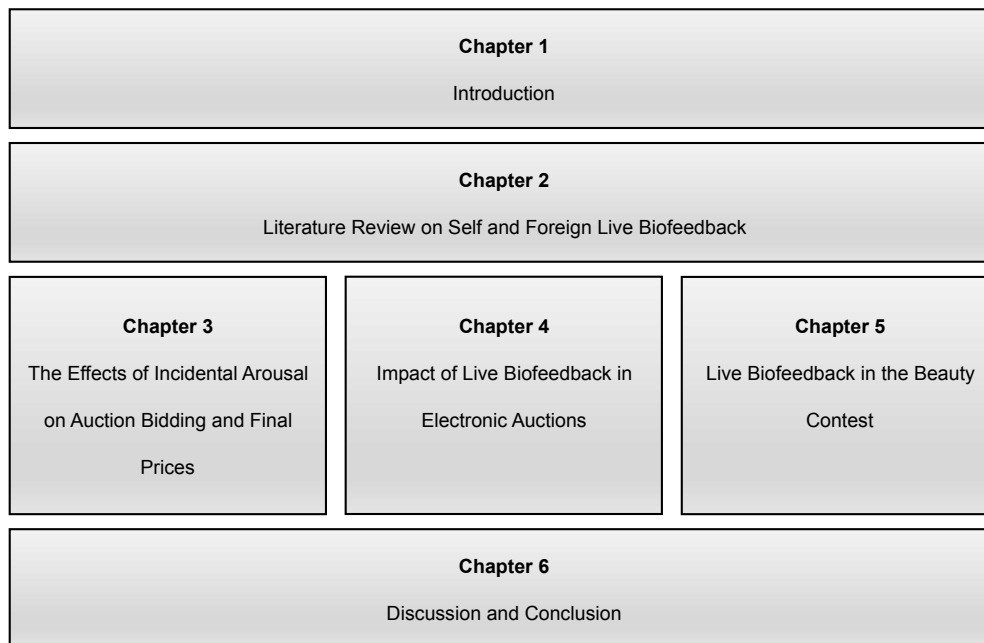 Chapter 1
Introduction
Chapter 2
Literature Review on Self and Foreign Live Biofeedback
Chapter 3
The Effects of Incidental Arousal
on Auction Bidding and Final
Prices
Chapter 4
Impact of Live Biofeedback in
Electronic Auctions
Chapter 5
Live Biofeedback in the Beauty
Contest
Chapter 6
Discussion and Conclusion